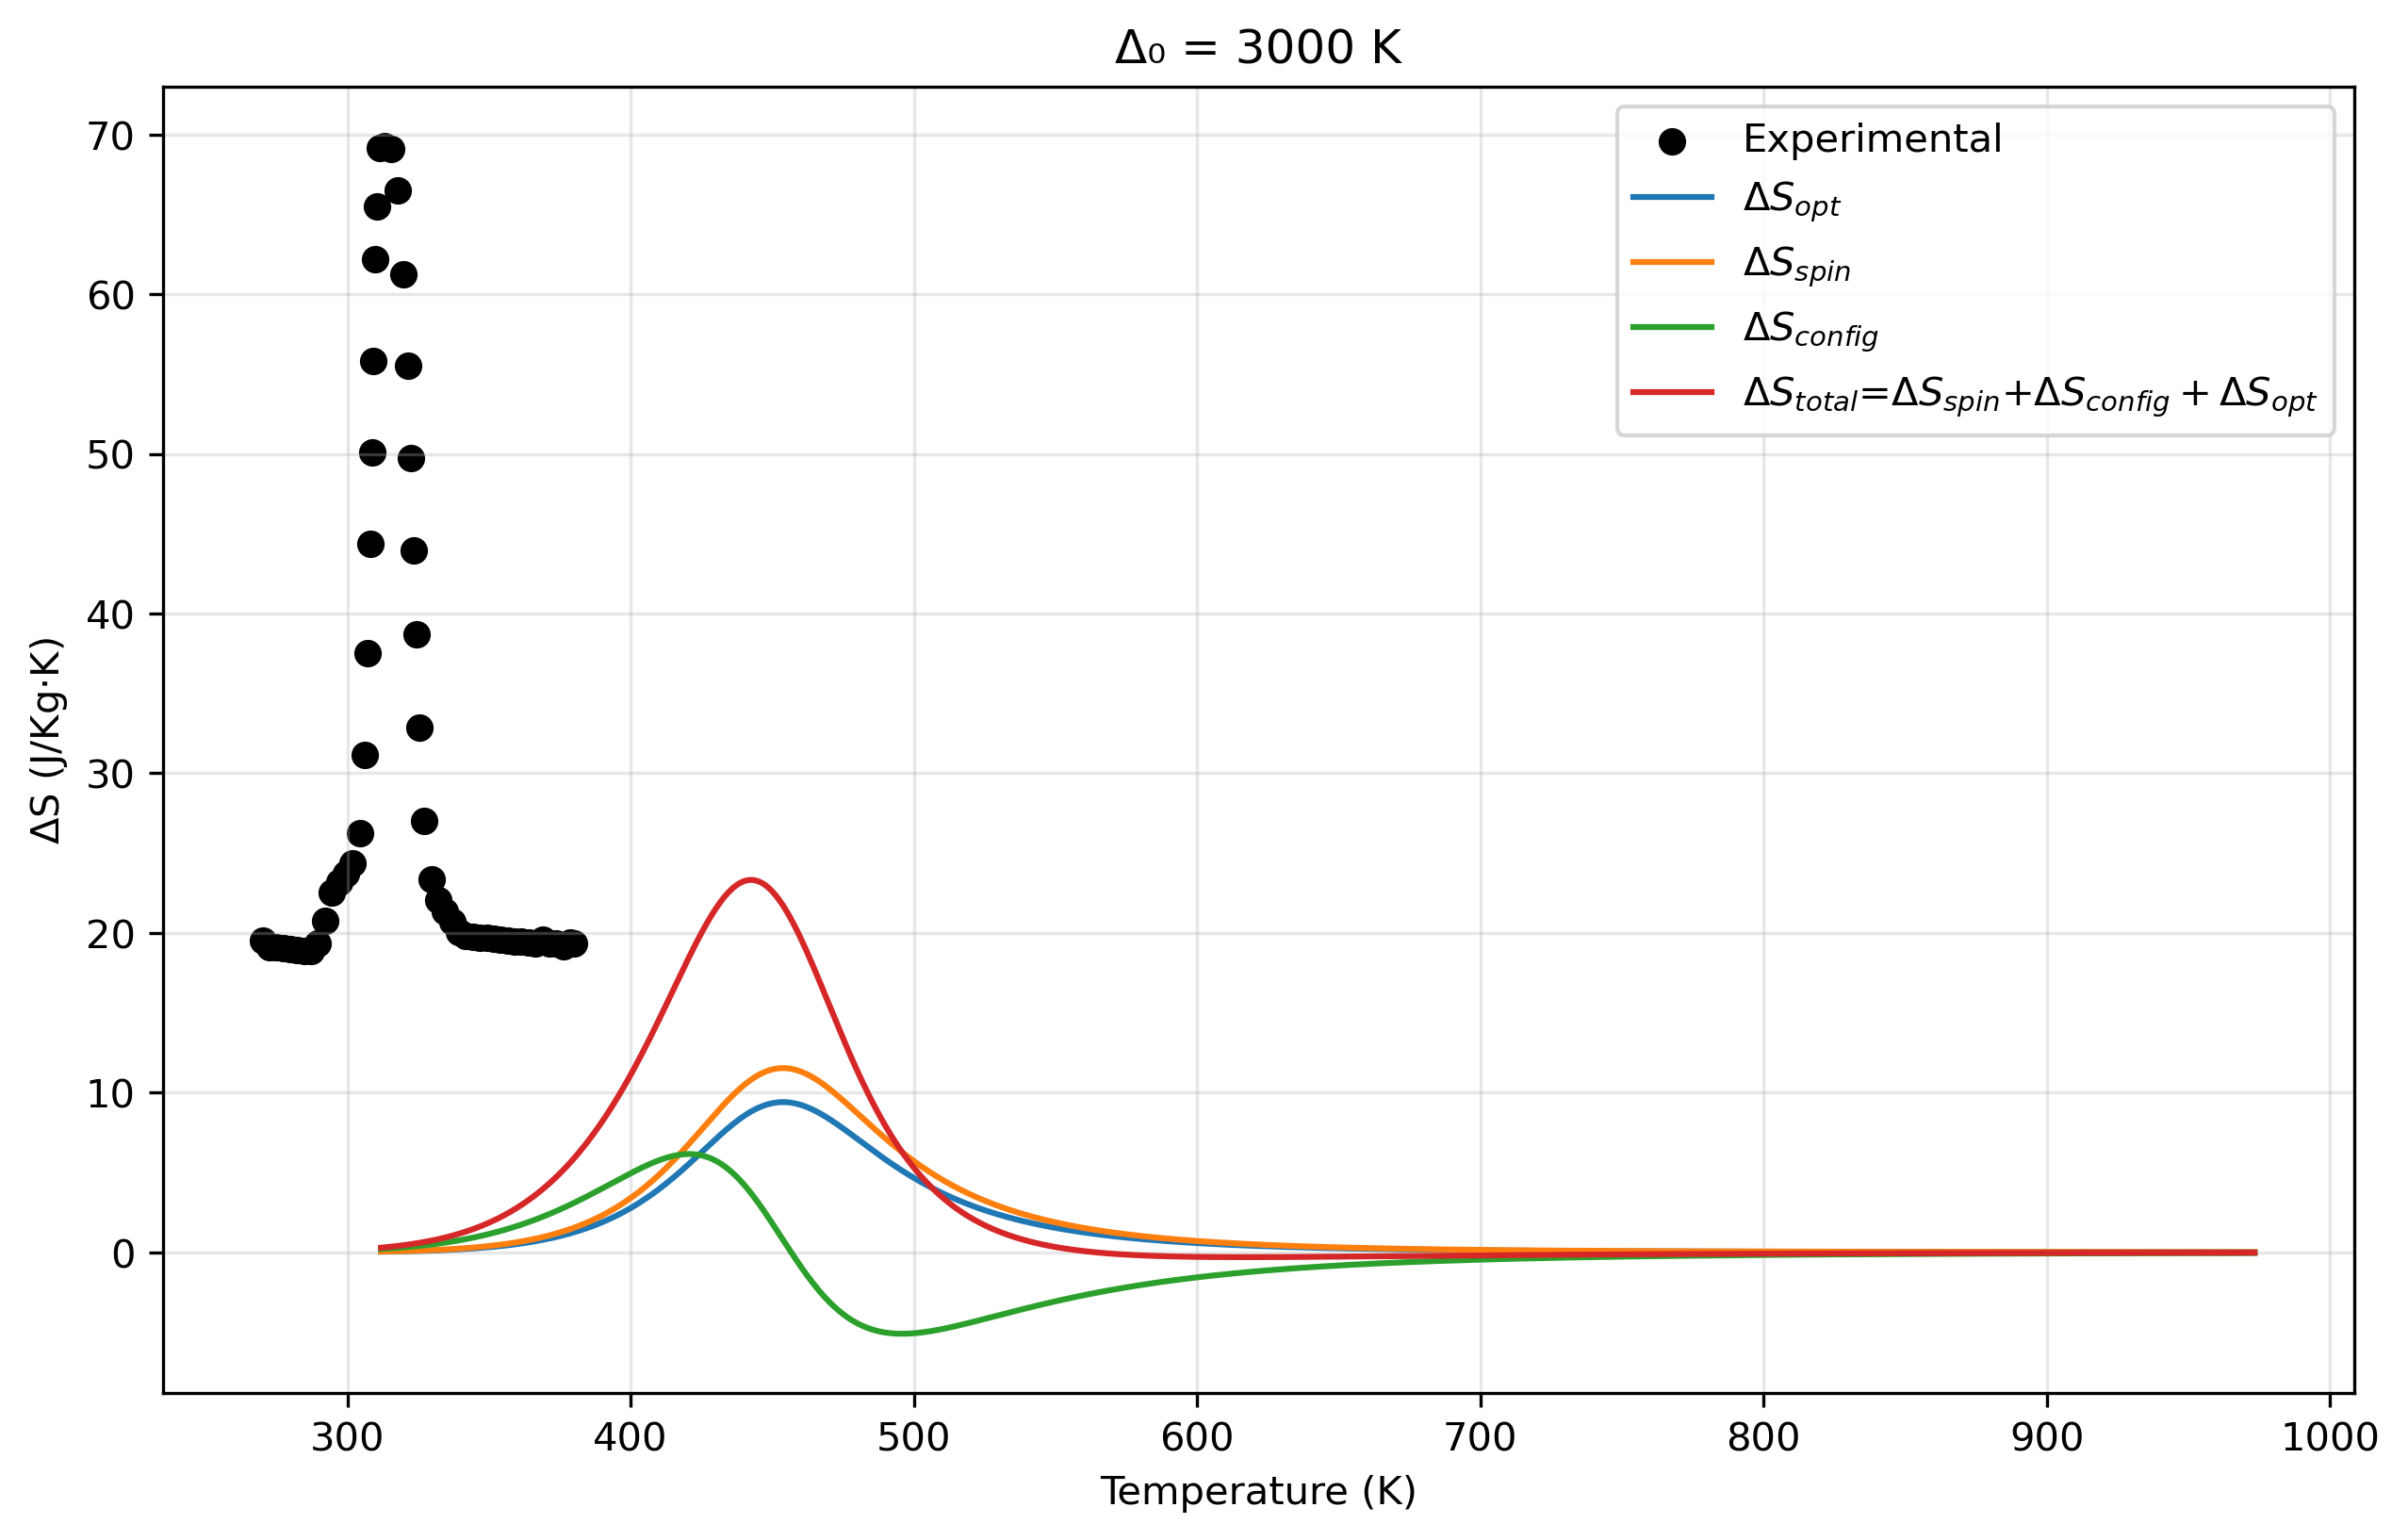 Δ₀ = 3000 K
70
60
50
40
30
20
10
0
ΔS (J/Kg·K)
Experimental
ΔS_opt
ΔS_spin
ΔS_config
ΔS_total=ΔS_spin+ΔS_config + ΔS_opt
300 400 500 600 700 800 900 1000
Temperature (K)